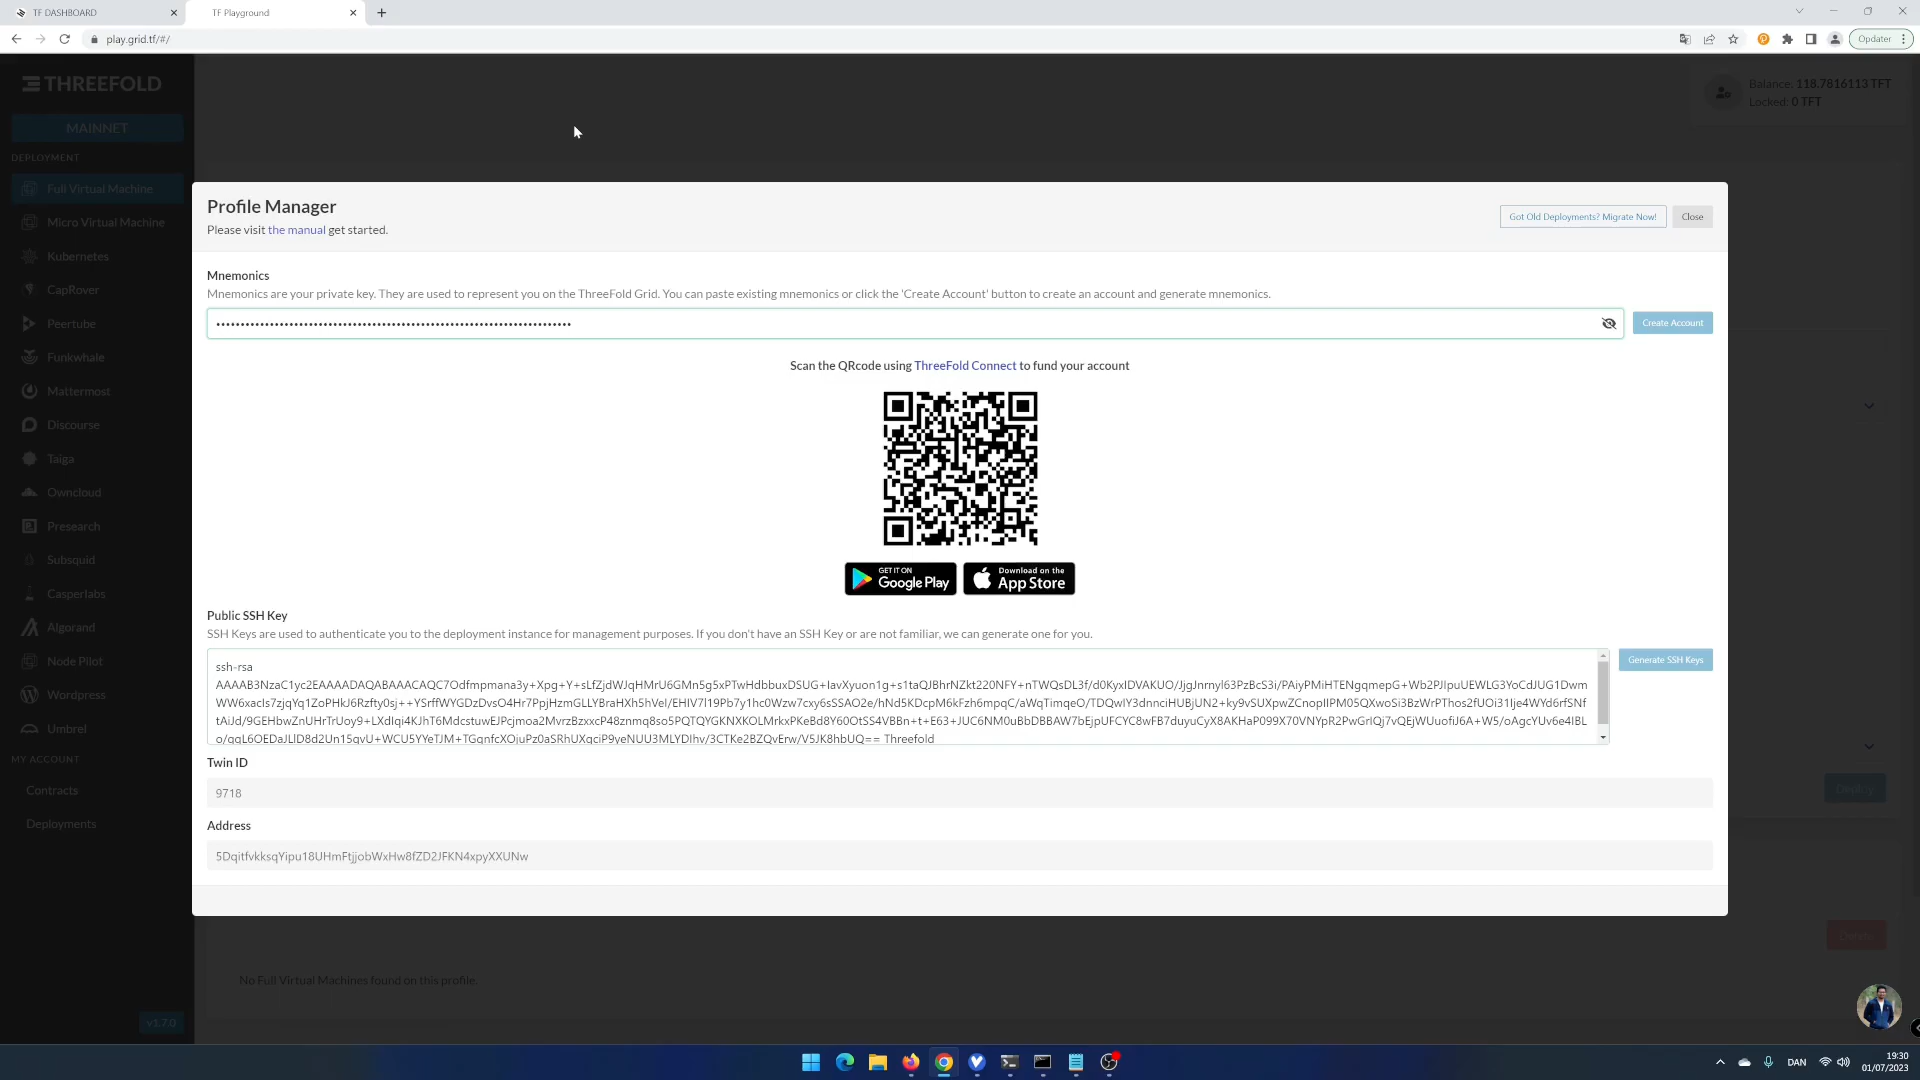 TF DASHBOARD
TF Playground
play.grid.tf/#/
Opdater
THREEFOLD
MAINNET
DEPLOYMENT
Full Virtual Machine
Micro Virtual Machine
Kubernetes
CapRover
Peertube
Funkwhale
Mattermost
Discourse
Taiga
Owncloud
Presearch
Subsquid
Casperlabs
Algorand
Node Pilot
Wordpress
Umbrel
MY ACCOUNT
Contracts
Deployments
v1.7.0
Balance: 118.7816113 TFT
Locked: 0 TFT
Profile Manager
Please visit the manual get started.
Got Old Deployments? Migrate Now!
Close
Mnemonics
Mnemonics are your private key. They are used to represent you on the ThreeFold Grid. You can paste existing mnemonics or click the 'Create Account' button to create an account and generate mnemonics.
Create Account
Scan the QRcode using ThreeFold Connect to fund your account
GET IT ON
Google Play
Download on the
App Store
Public SSH Key
SSH Keys are used to authenticate you to the deployment instance for management purposes. If you don't have an SSH Key or are not familiar, we can generate one for you.
ssh-rsa
Generate SSH Keys
Threefold
Twin ID
9718
Address
5DqitfvkksqYipu18UHmFtjjobWxHw8fZD2JFKN4xpyXXUNw
Deploy
Delete
No Full Virtual Machines found on this profile.
DAN
19:30
01/07/2023